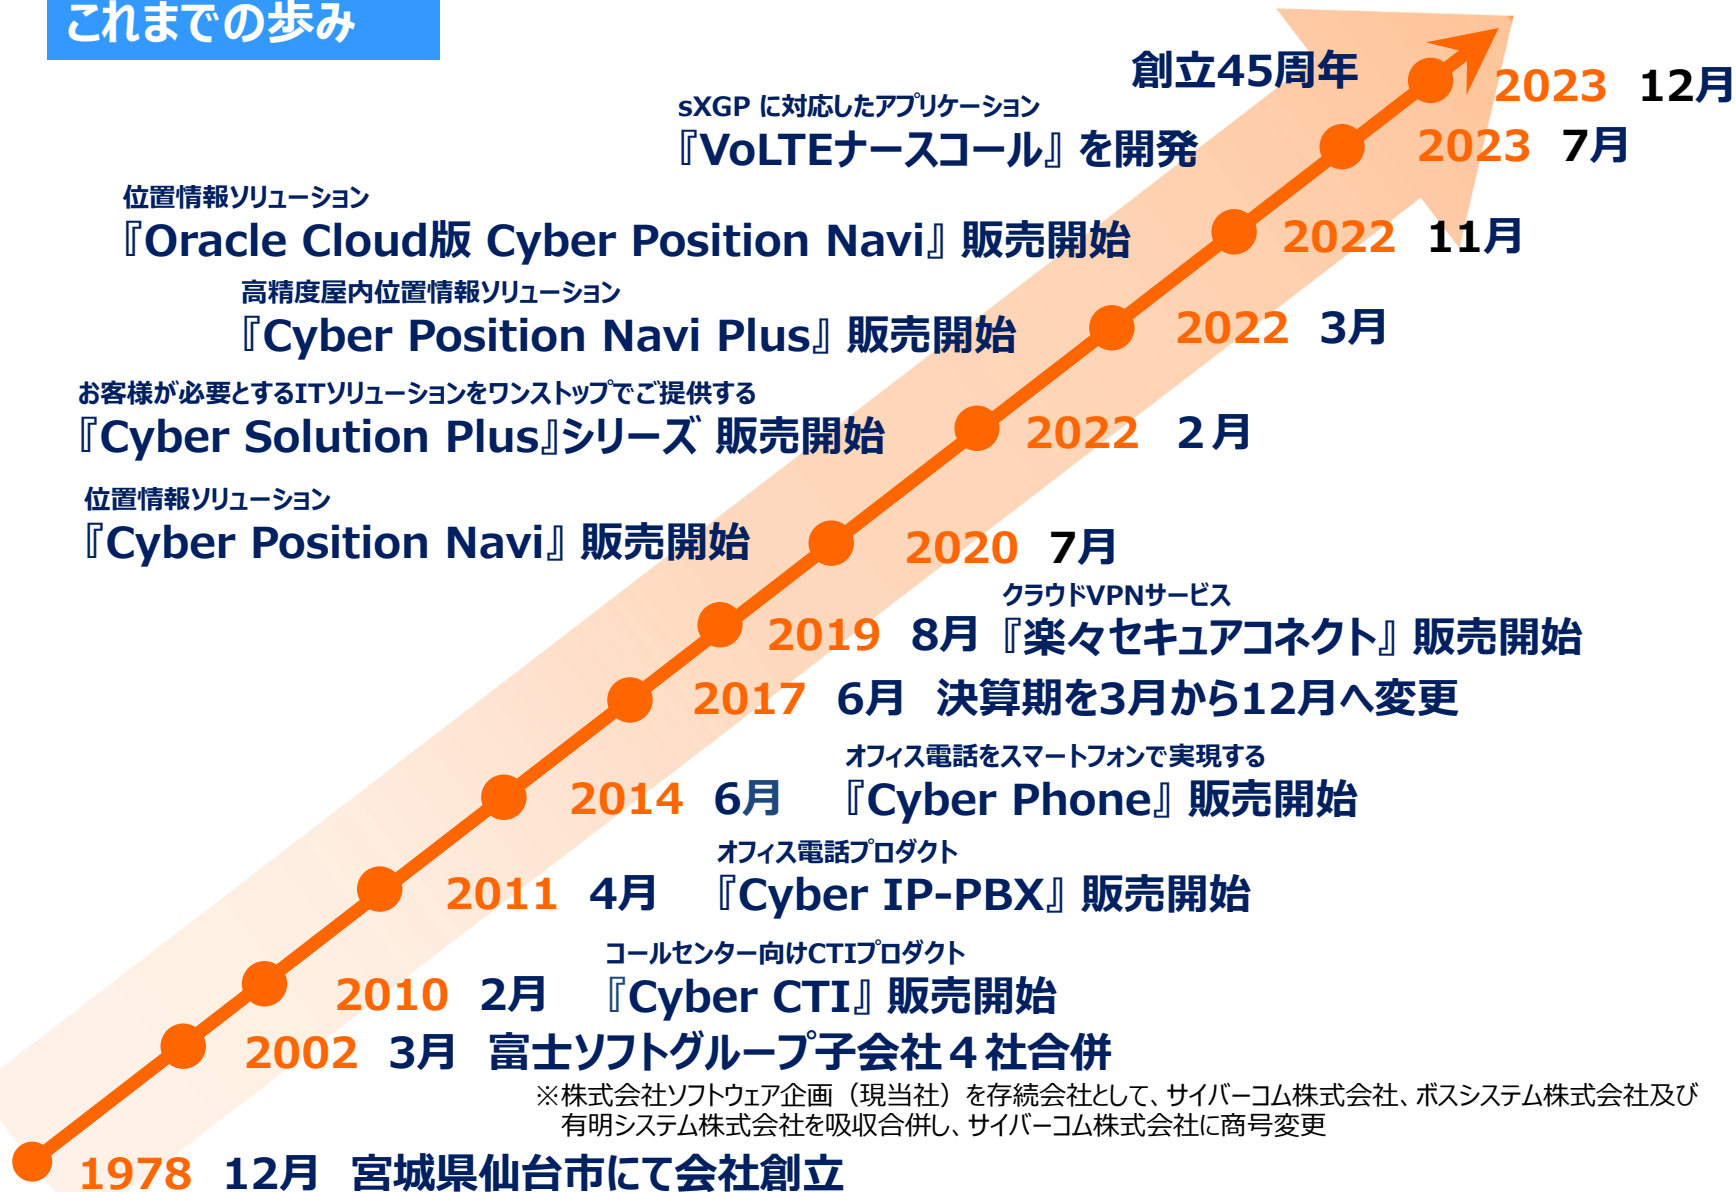 これまでの歩み
創立45周年
2023 12月
sXGP に対応したアプリケーション
『VoLTEナースコール』を開発
2023 7月
位置情報ソリューション
『Oracle Cloud版 Cyber Position Navi』販売開始
2022 11月
高精度屋内位置情報ソリューション
『Cyber Position Navi Plus』販売開始
2022 3月
お客様が必要とするITソリューションをワンストップでご提供する
『Cyber Solution Plus』シリーズ 販売開始
2022 2月
位置情報ソリューション
『Cyber Position Navi』販売開始
2020 7月
クラウドVPNサービス
2019 8月『楽々セキュアコネクト』販売開始
2017 6月 決算期を3月から12月へ変更
オフィス電話をスマートフォンで実現する
2014 6月 『Cyber Phone』販売開始
オフィス電話プロダクト
2011 4月 『Cyber IP-PBX』販売開始
コールセンター向けCTIプロダクト
2010 2月 『Cyber CTI』販売開始
2002 3月 富士ソフトグループ子会社4社合併
※株式会社ソフトウェア企画（現当社）を存続会社として、サイバーコム株式会社、ボスシステム株式会社及び
有明システム株式会社を吸収合併し、サイバーコム株式会社に商号変更
1978 12月 宮城県仙台市にて会社創立